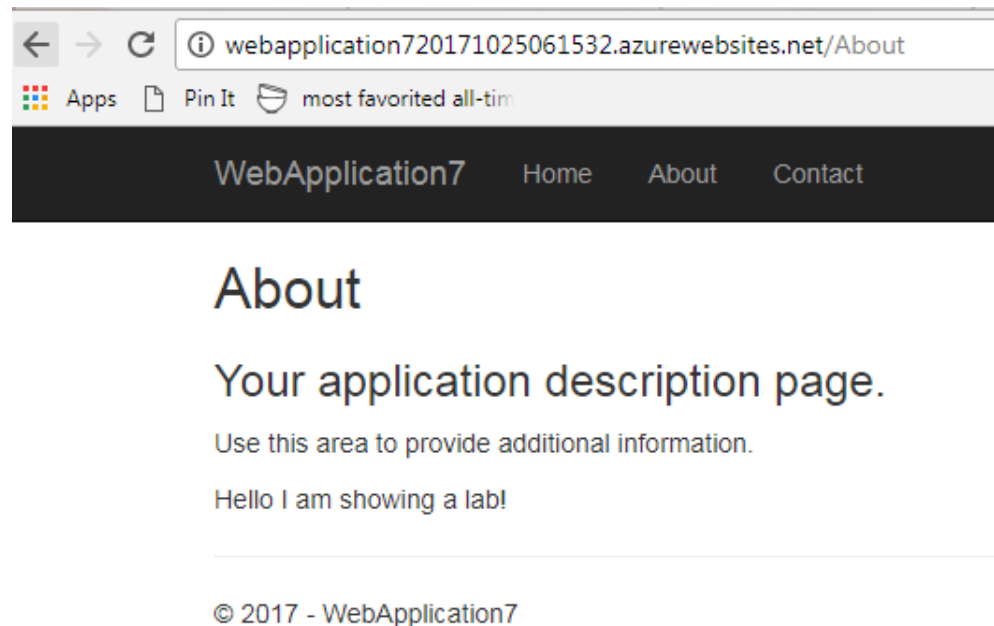 webapplication720171025061532.azurewebsites.net/About
Apps Pin It most favorited all-tim
WebApplication7 Home About Contact
About
Your application description page.
Use this area to provide additional information.
Hello I am showing a lab!
© 2017 - WebApplication7